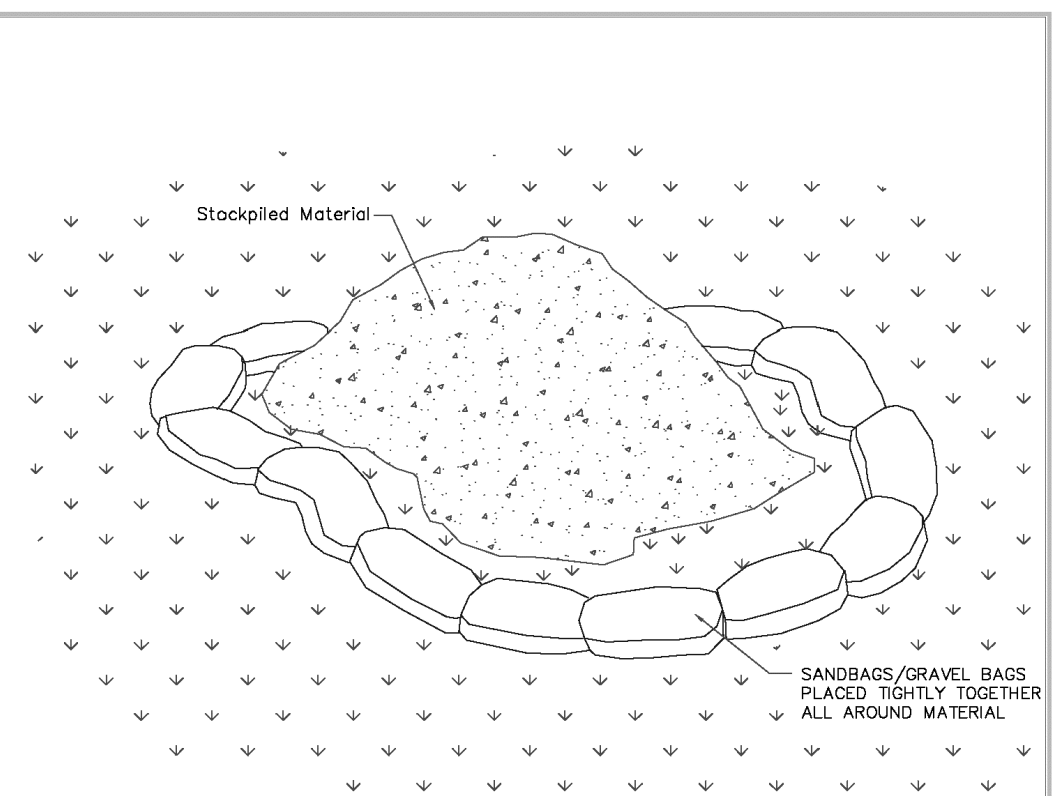 Stockpiled Material
SANDBAGS/GRAVEL BAGS
PLACED TIGHTLY TOGETHER
ALL AROUND MATERIAL